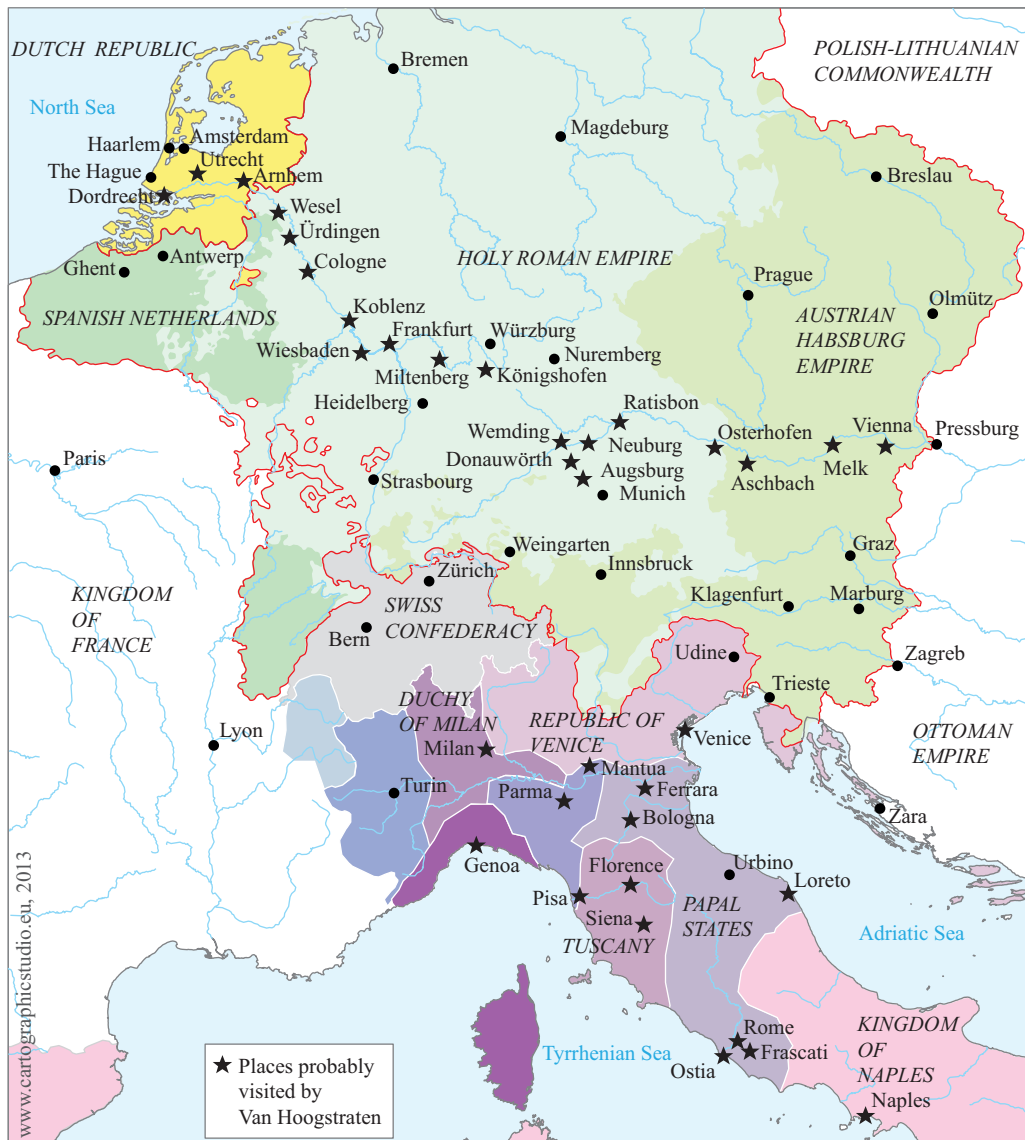 DUTCH REPUBLIC
POLISH-LITHUANIAN
COMMONWEALTH
Bremen
North Sea
Magdeburg
Haarlem
Amsterdam
Utrecht
The Hague
Arnhem
Breslau
Dordrecht
Wesel
Ürdingen
Antwerp
Cologne
HOLY ROMAN EMPIRE
Ghent
Prague
Olmütz
Koblenz
SPANISH NETHERLANDS
AUSTRIAN
HABSBURG
EMPIRE
Frankfurt
Würzburg
Wiesbaden
Nuremberg
Miltenberg
Königshofen
Heidelberg
Ratisbon
Wemding
Neuburg
Osterhofen
Vienna
Pressburg
Paris
Donauwörth
Augsburg
Melk
Aschbach
Strasbourg
Munich
Weingarten
Graz
Zürich
Innsbruck
KINGDOM
OF
FRANCE
SWISS
CONFEDERACY
Klagenfurt
Marburg
Bern
Udine
Zagreb
Trieste
DUCHY
OF MILAN
REPUBLIC OF
VENICE
Lyon
Milan
Venice
OTTOMAN
EMPIRE
Mantua
Turin
Parma
Ferrara
Bologna
Zara
Genoa
Florence
Urbino
Loreto
Pisa
Siena
PAPAL
STATES
TUSCANY
Adriatic Sea
Rome
Tyrrhenian Sea
Frascati
Ostia
KINGDOM
OF
NAPLES
Naples
Places probably
visited by
Van Hoogstraten
www.cartographicstudio.eu, 2013